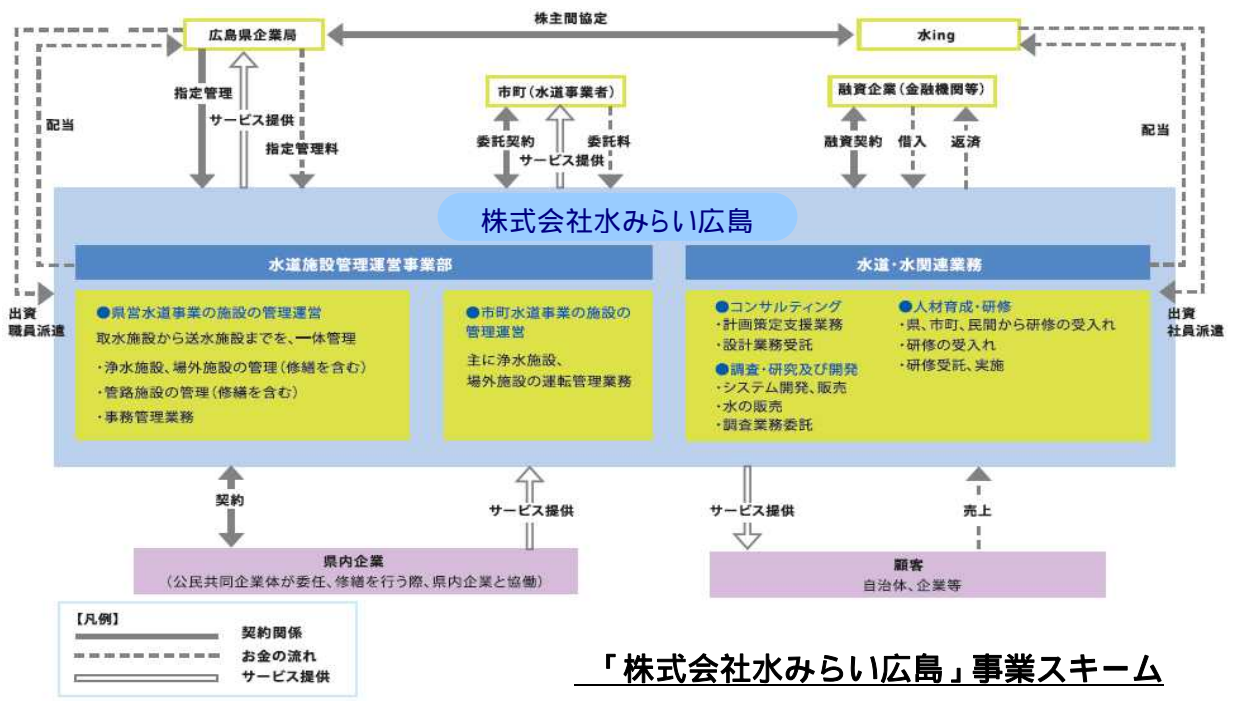 株主間協定
広島県企業局
水ing
指定管理
サービス提供
指定管理料
配当
市町(水道事業者)
委託契約
委託料
サービス提供
融資企業(金融機関等)
融資契約
借入
返済
配当
株式会社水みらい広島
水道施設管理運営事業部
水道・水関連業務
出資
職員派遣
●県営水道事業の施設の管理運営
取水施設から送水施設までを、一体管理
・浄水施設、場外施設の管理(修繕を含む)
・管路施設の管理(修繕を含む)
・事務管理業務
●市町水道事業の施設の
管理運営
主に浄水施設、
場外施設の運転管理業務
●コンサルティング
・計画策定支援業務
・設計業務受託
●調査・研究及び開発
・システム開発、販売
・水の販売
・調査業務委託
●人材育成・研修
・県、市町、民間から研修の受入れ
・研修の受入れ
・研修受託、実施
出資
社員派遣
契約
サービス提供
サービス提供
売上
県内企業
(公民共同企業体が委任、修繕を行う際、県内企業と協働)
顧客
自治体、企業等
【凡例】
契約関係
お金の流れ
サービス提供
「株式会社水みらい広島」事業スキーム